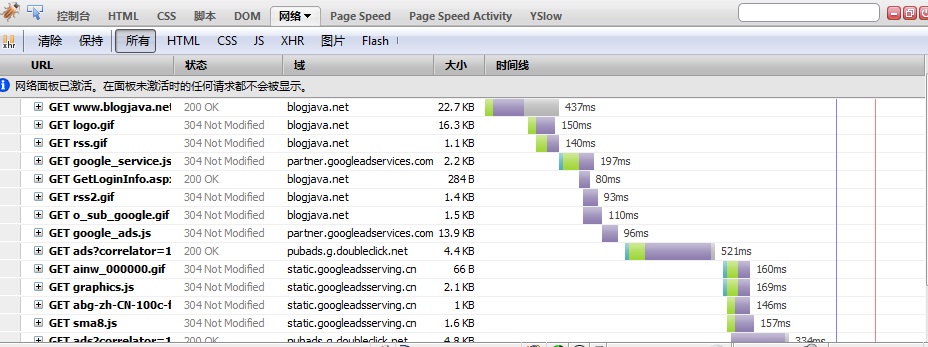 控制台 HTML CSS 脚本 DOM 网络 Page Speed Page Speed Activity YSlow
xhr 清除 保持 所有 HTML CSS JS XHR 图片 Flash
URL 状态 域 大小 时间线
网络面板已激活。在面板未激活时的任何请求都不会被显示。
GET www.blogjava.net 200 OK blogjava.net 22.7 KB 437ms
GET logo.gif 304 Not Modified blogjava.net 16.3 KB 150ms
GET rss.gif 304 Not Modified blogjava.net 1.1 KB 140ms
GET google_service.js 304 Not Modified partner.googleadservices.com 2.2 KB 197ms
GET GetLoginInfo.asp 200 OK blogjava.net 284 B 80ms
GET rss2.gif 304 Not Modified blogjava.net 1.4 KB 93ms
GET o_sub_google.gif 304 Not Modified blogjava.net 1.5 KB 110ms
GET google_ads.js 304 Not Modified partner.googleadservices.com 13.9 KB 96ms
GET ads?correlator=1 200 OK pubads.g.doubleclick.net 4.4 KB 521ms
GET ainw_000000.gif 304 Not Modified static.googleadsserving.cn 66 B 160ms
GET graphics.js 304 Not Modified static.googleadsserving.cn 2.1 KB 169ms
GET abg-zh-CN-100c-f 304 Not Modified static.googleadsserving.cn 1 KB 146ms
GET sma8.js 304 Not Modified static.googleadsserving.cn 1.6 KB 157ms
GET ads?correlator=1 200 OK pubads.g.doubleclick.net 4.8 KB 334ms